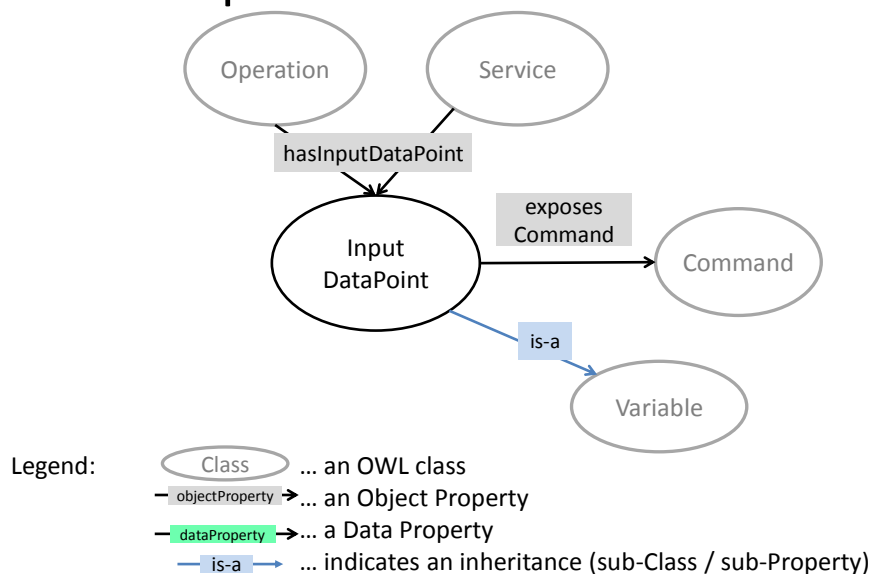 Operation
Service
hasInputDataPoint
Input
DataPoint
exposes
Command
Command
is-a
Variable
Legend:
Class
... an OWL class
objectProperty
... an Object Property
dataProperty
... a Data Property
is-a
... indicates an inheritance (sub-Class / sub-Property)